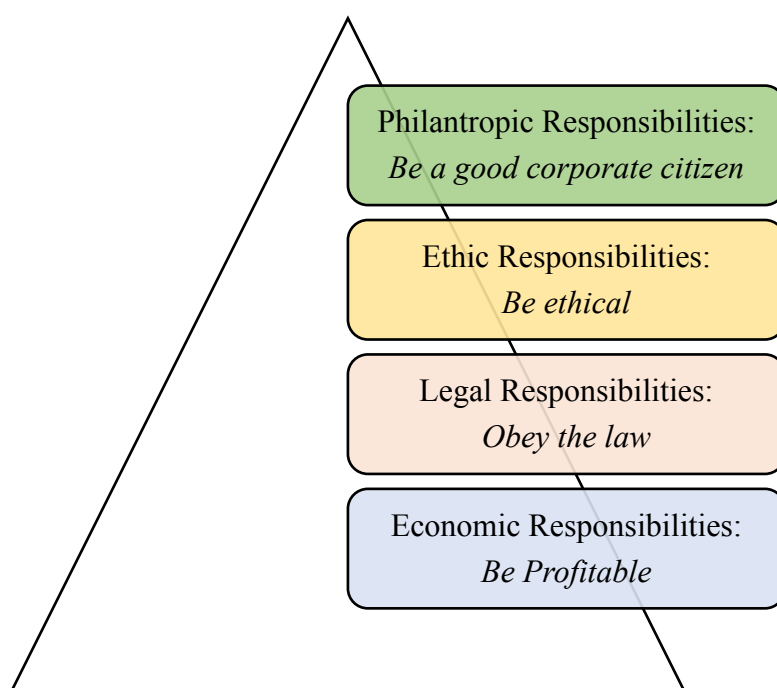 Philantropic Responsibilities:
Be a good corporate citizen
Ethic Responsibilities:
Be ethical
Legal Responsibilities:
Obey the law
Economic Responsibilities:
Be Profitable